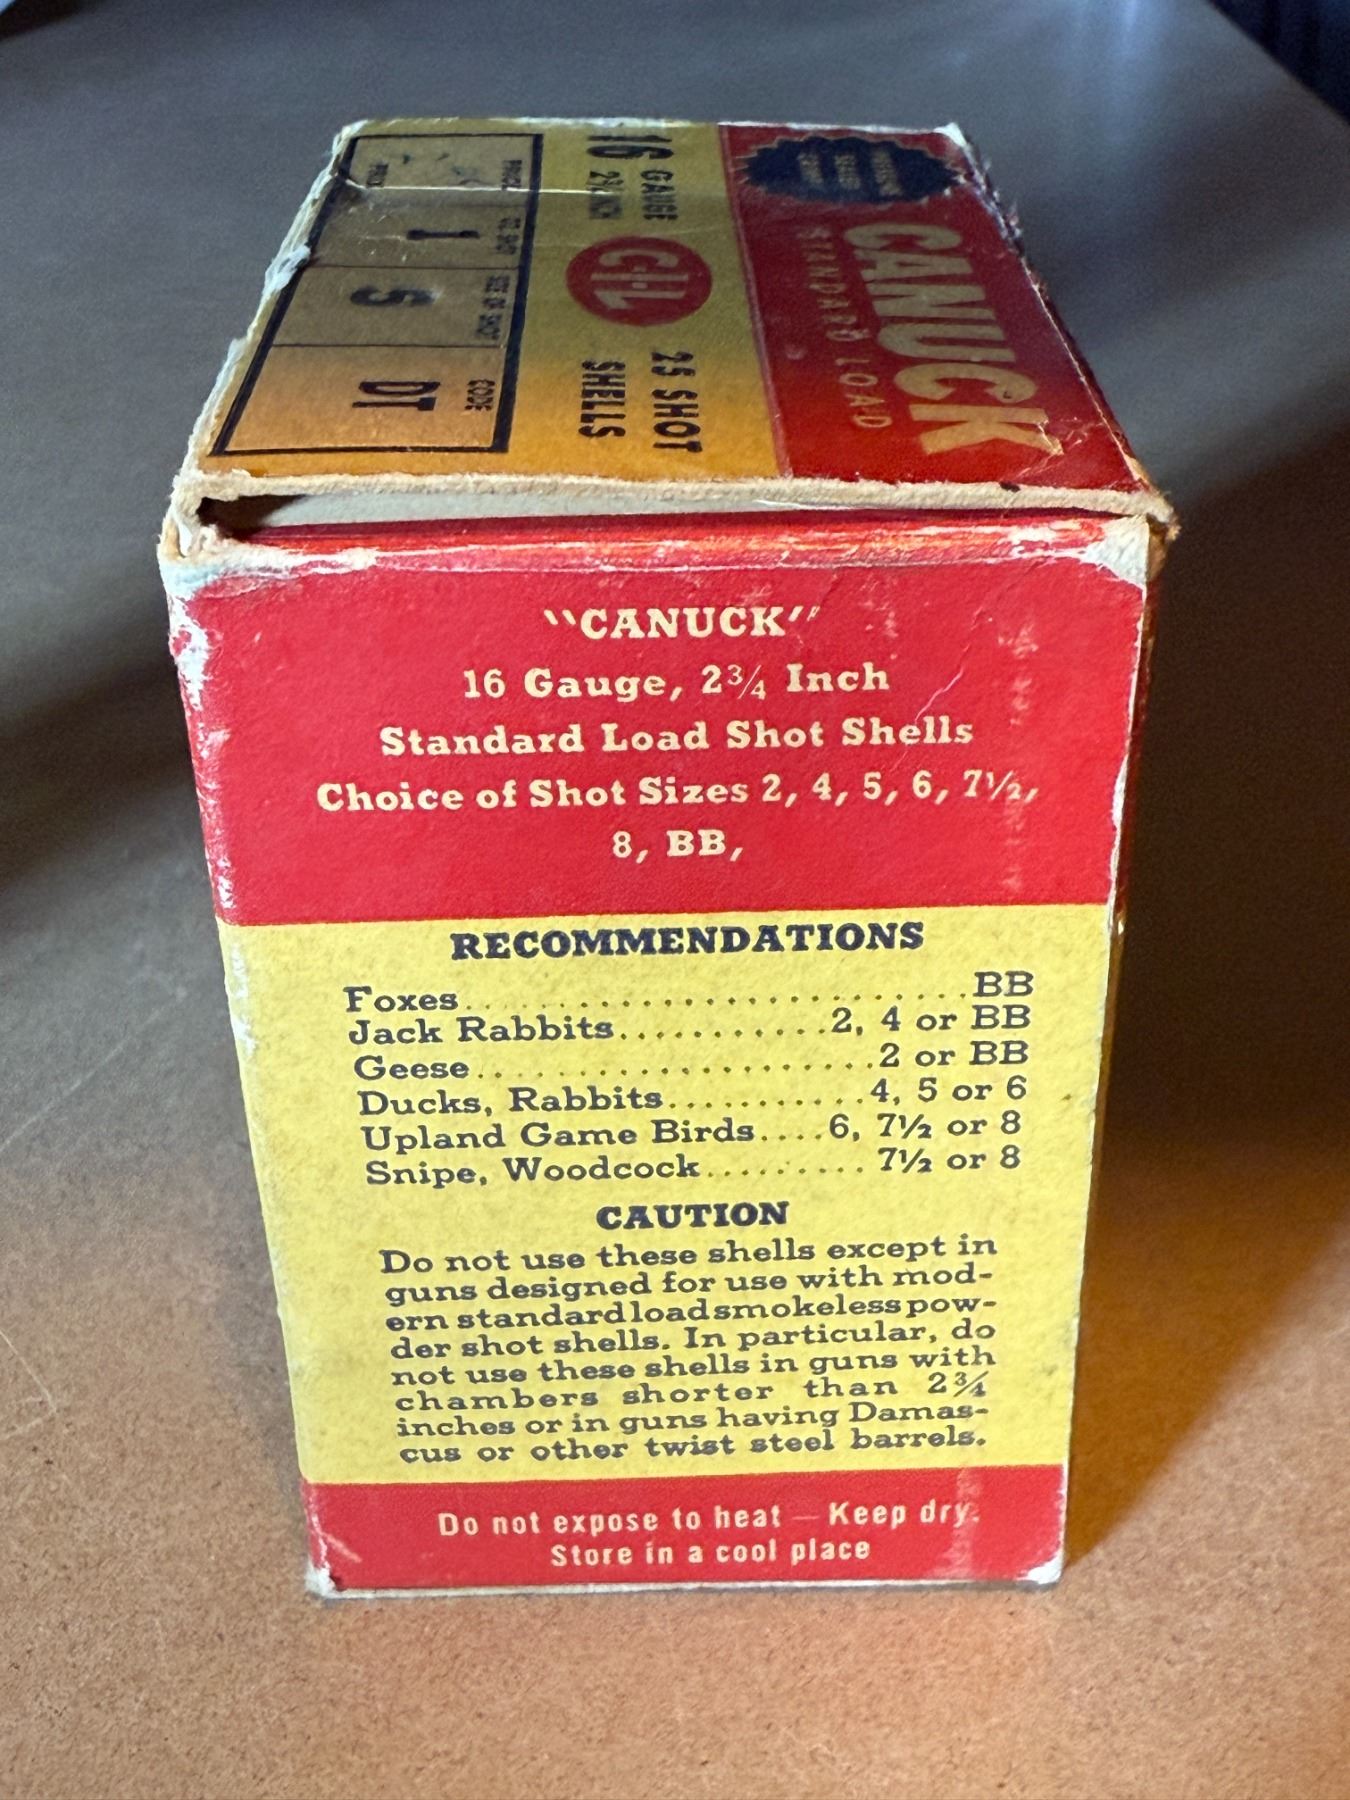 CANUCK
STANDARD LOAD
16 GAUGE
2¾ INCH
C-I-L
25 SHOT
SHELLS
OZ. SHOT
SIZE OF SHOT
CODE
1
5
DT
"CANUCK"
16 Gauge, 2¾ Inch
Standard Load Shot Shells
Choice of Shot Sizes 2, 4, 5, 6, 7½,
8, BB,
RECOMMENDATIONS
Foxes..........................BB
Jack Rabbits...........2, 4 or BB
Geese.....................2 or BB
Ducks, Rabbits...........4, 5 or 6
Upland Game Birds....6, 7½ or 8
Snipe, Woodcock......... 7½ or 8
CAUTION
Do not use these shells except in
guns designed for use with mod-
ern standard load smokeless pow-
der shot shells. In particular, do
not use these shells in guns with
chambers shorter than 2¾
inches or in guns having Damas-
cus or other twist steel barrels.
Do not expose to heat — Keep dry.
Store in a cool place